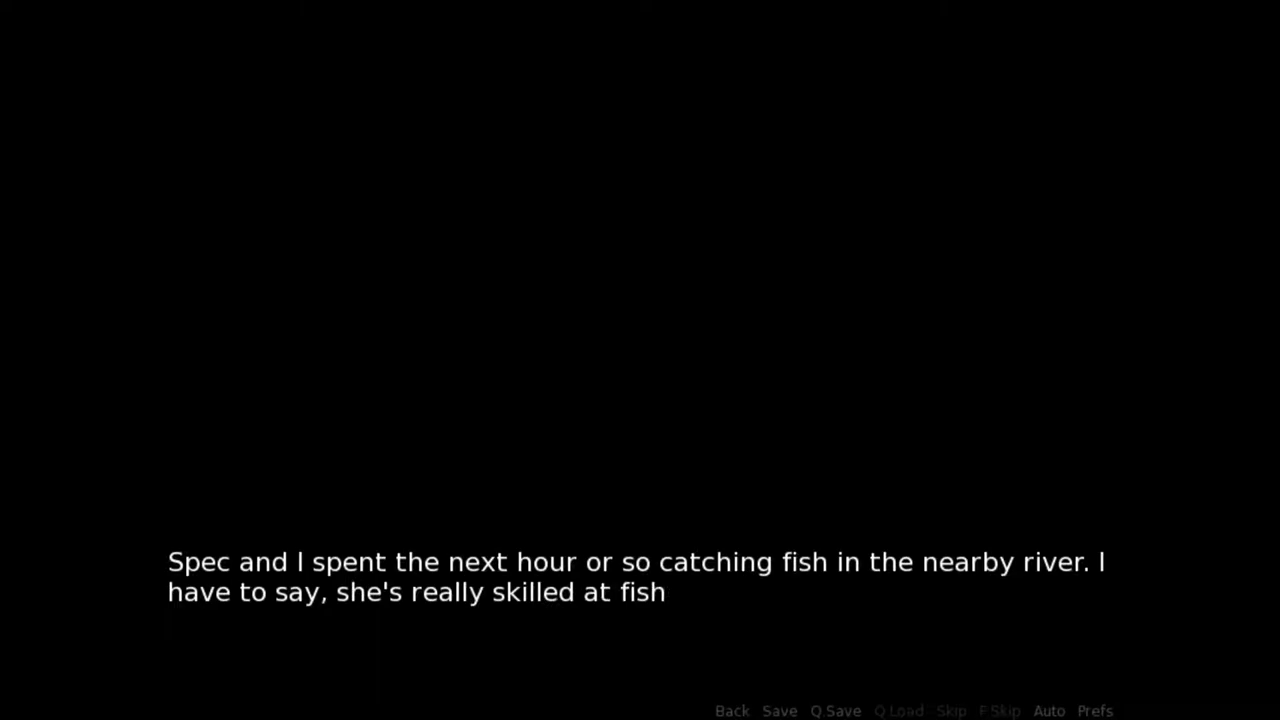 Spec and I spent the next hour or so catching fish in the nearby river. I
have to say, she's really skilled at fish
Back Save Q.Save Q.Load Skip F.Skip Auto Prefs